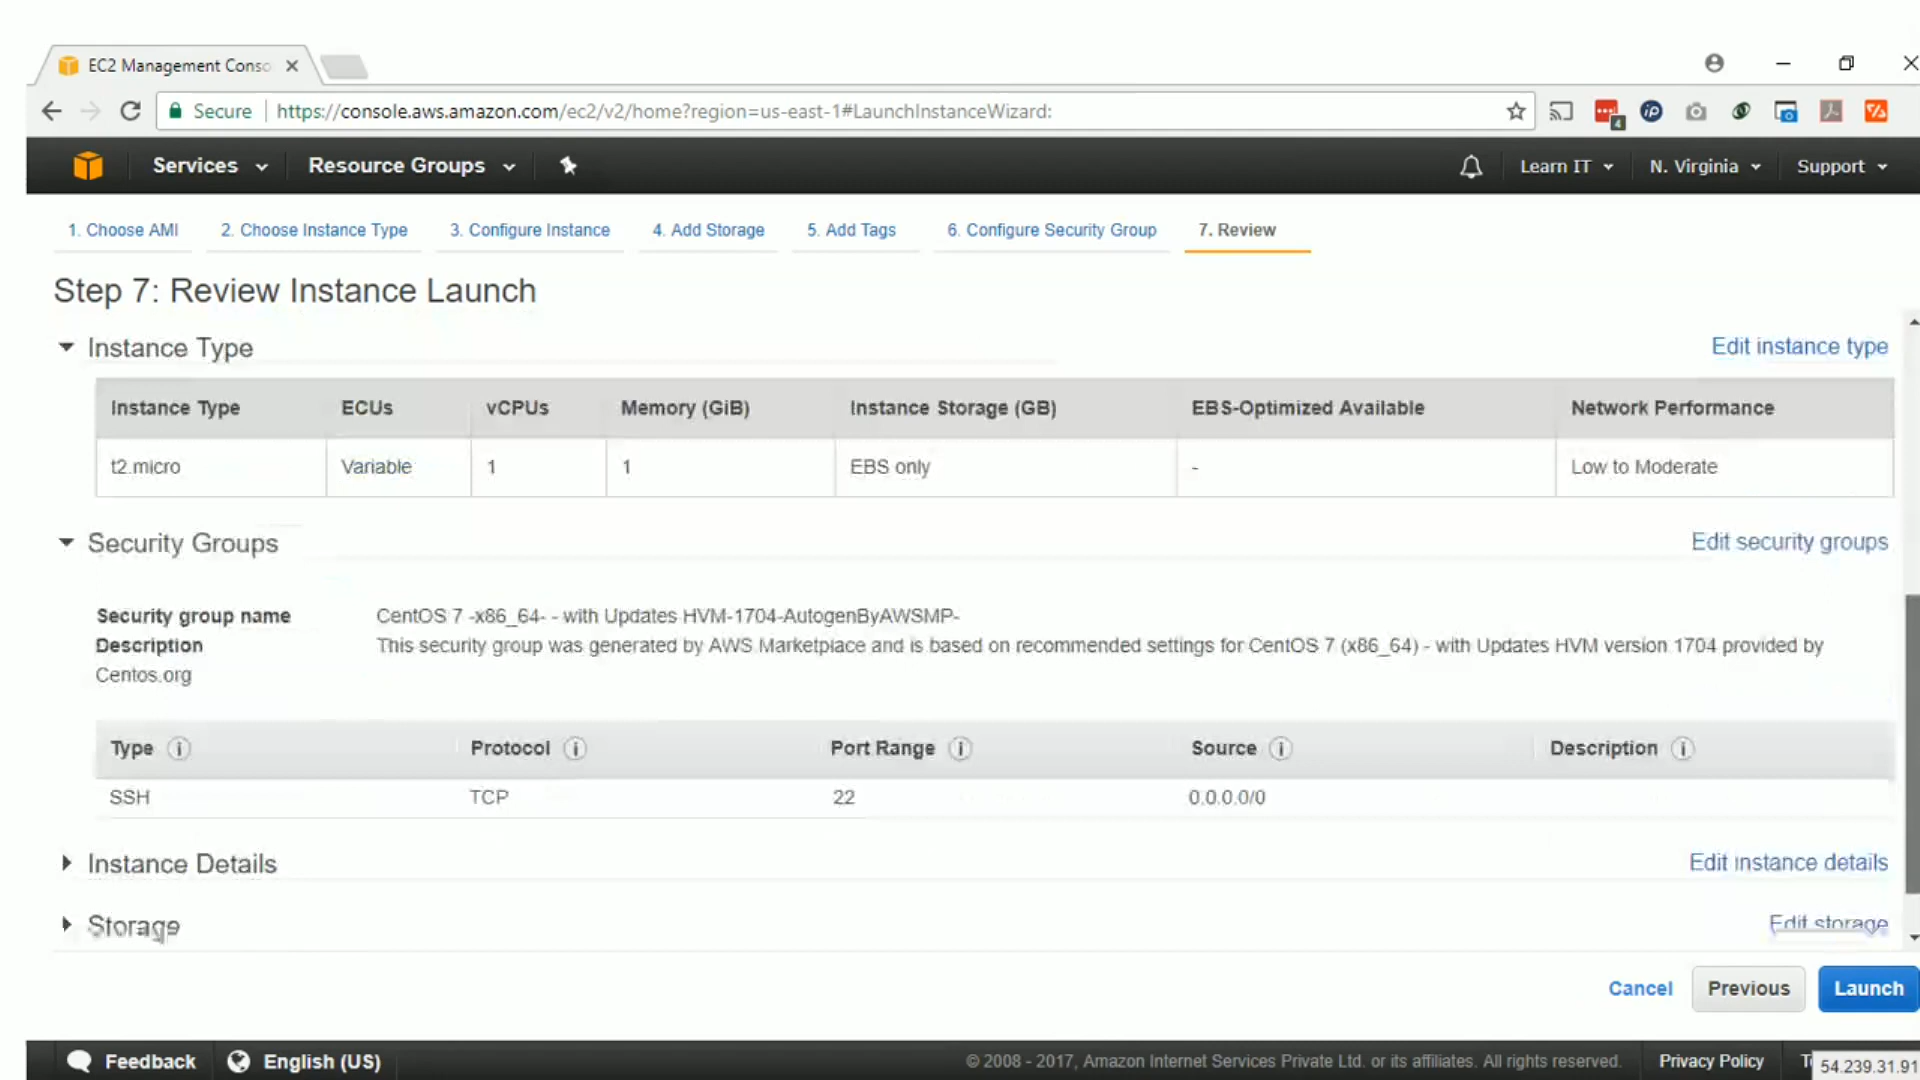 EC2 Management Conso
Secure https://console.aws.amazon.com/ec2/v2/home?region=us-east-1#LaunchInstanceWizard:
4
Services Resource Groups Learn IT N. Virginia Support
1. Choose AMI 2. Choose Instance Type 3. Configure Instance 4. Add Storage 5. Add Tags 6. Configure Security Group 7. Review
Step 7: Review Instance Launch
Instance Type Edit instance type
Instance Type ECUs vCPUs Memory (GiB) Instance Storage (GB) EBS-Optimized Available Network Performance
t2.micro Variable 1 1 EBS only - Low to Moderate
Security Groups Edit security groups
Security group name CentOS 7 -x86_64- - with Updates HVM-1704-AutogenByAWSMP-
Description This security group was generated by AWS Marketplace and is based on recommended settings for CentOS 7 (x86_64) - with Updates HVM version 1704 provided by
Centos.org
Type Protocol Port Range Source Description
SSH TCP 22 0.0.0.0/0
Instance Details Edit instance details
Storage Edit storage
Cancel Previous Launch
Feedback English (US) © 2008 - 2017, Amazon Internet Services Private Ltd. or its affiliates. All rights reserved. Privacy Policy
54.239.31.91